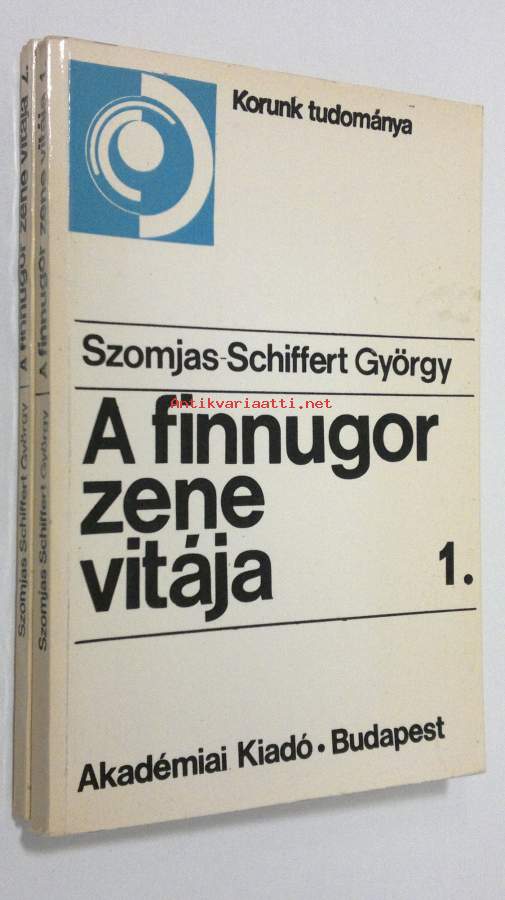 Korunk tudománya
Szomjas-Schiffert György
Antikvariaatti.net
A finnugor
zene
vitája 1.
Akadémiai Kiadó • Budapest
Szomjas Schiffert György | A finnugor zene vitája 1.
Szomjas Schiffert György | A finnugor zene vitája 2.